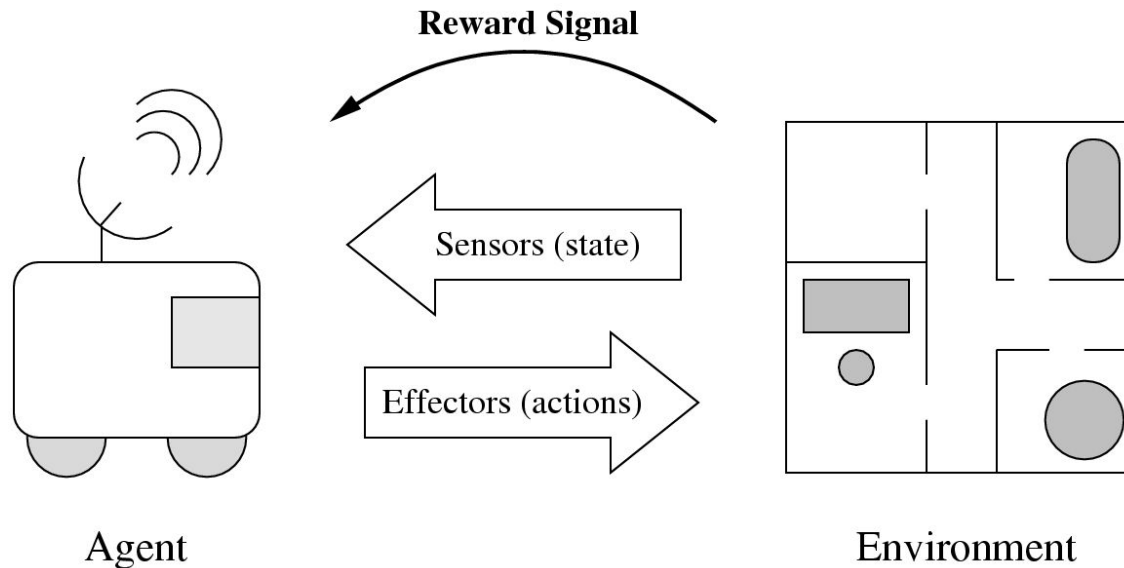 Reward Signal
Sensors (state)
Effectors (actions)
Agent
Environment